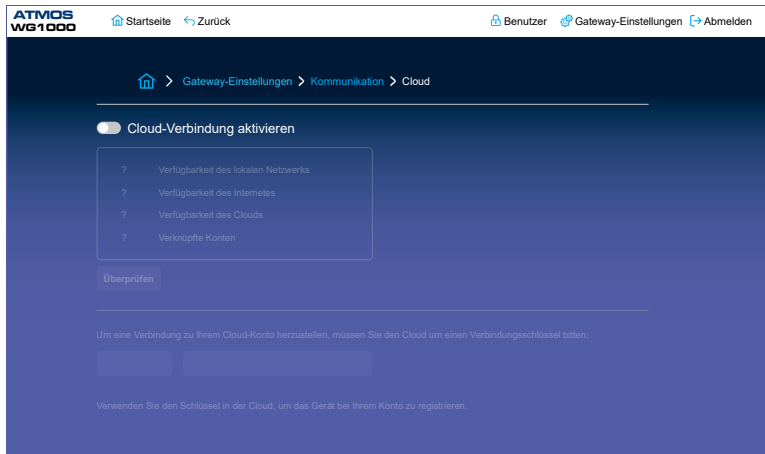 ATMOS
WG1000
Startseite Zurück Benutzer Gateway-Einstellungen Abmelden
Gateway-Einstellungen > Kommunikation > Cloud
Cloud-Verbindung aktivieren
? Verfügbarkeit des lokalen Netzwerks
? Verfügbarkeit des Internetes
? Verfügbarkeit des Clouds
? Verknüpfte Konten
Überprüfen
Um eine Verbindung zu Ihrem Cloud-Konto herzustellen, müssen Sie den Cloud um einen Verbindungsschlüssel bitten:
Verwenden Sie den Schlüssel in der Cloud, um das Gerät bei Ihrem Konto zu registrieren.